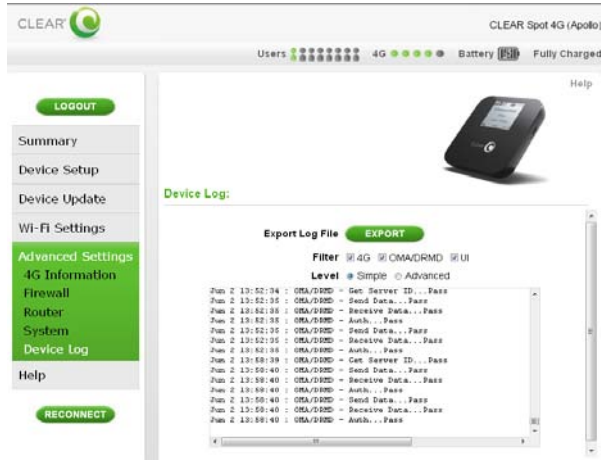 CLEAR
CLEAR Spot 4G (Apollo)
Users 4G Battery Fully Charged
Help
LOGOUT
Summary
Device Setup
Device Update
Wi-Fi Settings
Advanced Settings
4G Information
Firewall
Router
System
Device Log
Help
RECONNECT
Device Log:
Export Log File EXPORT
Filter 4G OMA/DRMD UI
Level Simple Advanced
Jun 2 13:52:34 : OMA/DRMD - Get Server ID...Pass
Jun 2 13:52:35 : OMA/DRMD - Send Data...Pass
Jun 2 13:52:35 : OMA/DRMD - Receive Data...Pass
Jun 2 13:52:35 : OMA/DRMD - Auth...Pass
Jun 2 13:52:35 : OMA/DRMD - Send Data...Pass
Jun 2 13:52:35 : OMA/DRMD - Receive Data...Pass
Jun 2 13:52:35 : OMA/DRMD - Auth...Pass
Jun 2 13:58:39 : OMA/DRMD - Get Server ID...Pass
Jun 2 13:58:40 : OMA/DRMD - Send Data...Pass
Jun 2 13:58:40 : OMA/DRMD - Receive Data...Pass
Jun 2 13:58:40 : OMA/DRMD - Auth...Pass
Jun 2 13:58:40 : OMA/DRMD - Send Data...Pass
Jun 2 13:58:40 : OMA/DRMD - Receive Data...Pass
Jun 2 13:58:40 : OMA/DRMD - Auth...Pass